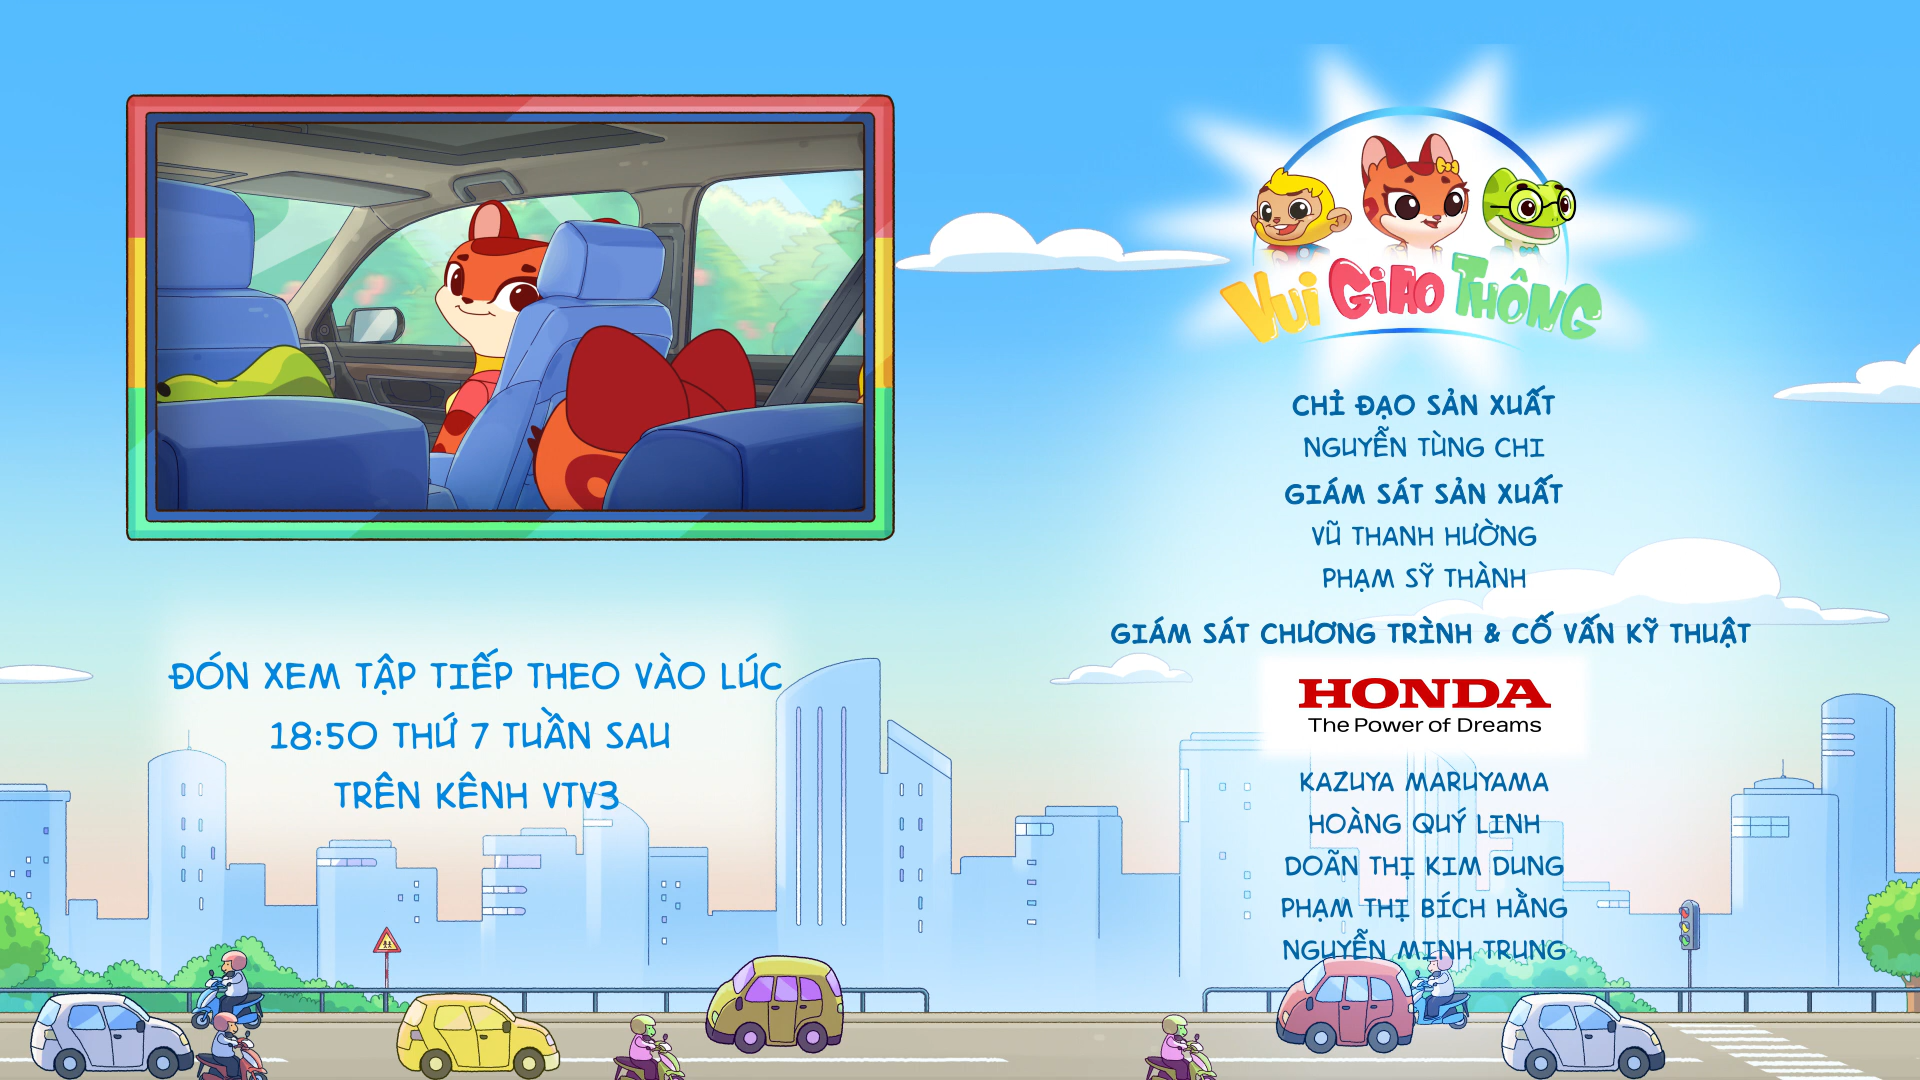 VUI GIAO THÔNG
CHỈ ĐẠO SẢN XUẤT
NGUYỄN TÙNG CHI
GIÁM SÁT SẢN XUẤT
VŨ THANH HƯỜNG
PHẠM SỸ THÀNH
GIÁM SÁT CHƯƠNG TRÌNH & CỐ VẤN KỸ THUẬT
HONDA
The Power of Dreams
KAZUYA MARUYAMA
HOÀNG QUÝ LINH
DOÃN THỊ KIM DUNG
PHẠM THỊ BÍCH HẰNG
NGUYỄN MINH TRUNG
ĐÓN XEM TẬP TIẾP THEO VÀO LÚC
18:50 THỨ 7 TUẦN SAU
TRÊN KÊNH VTV3